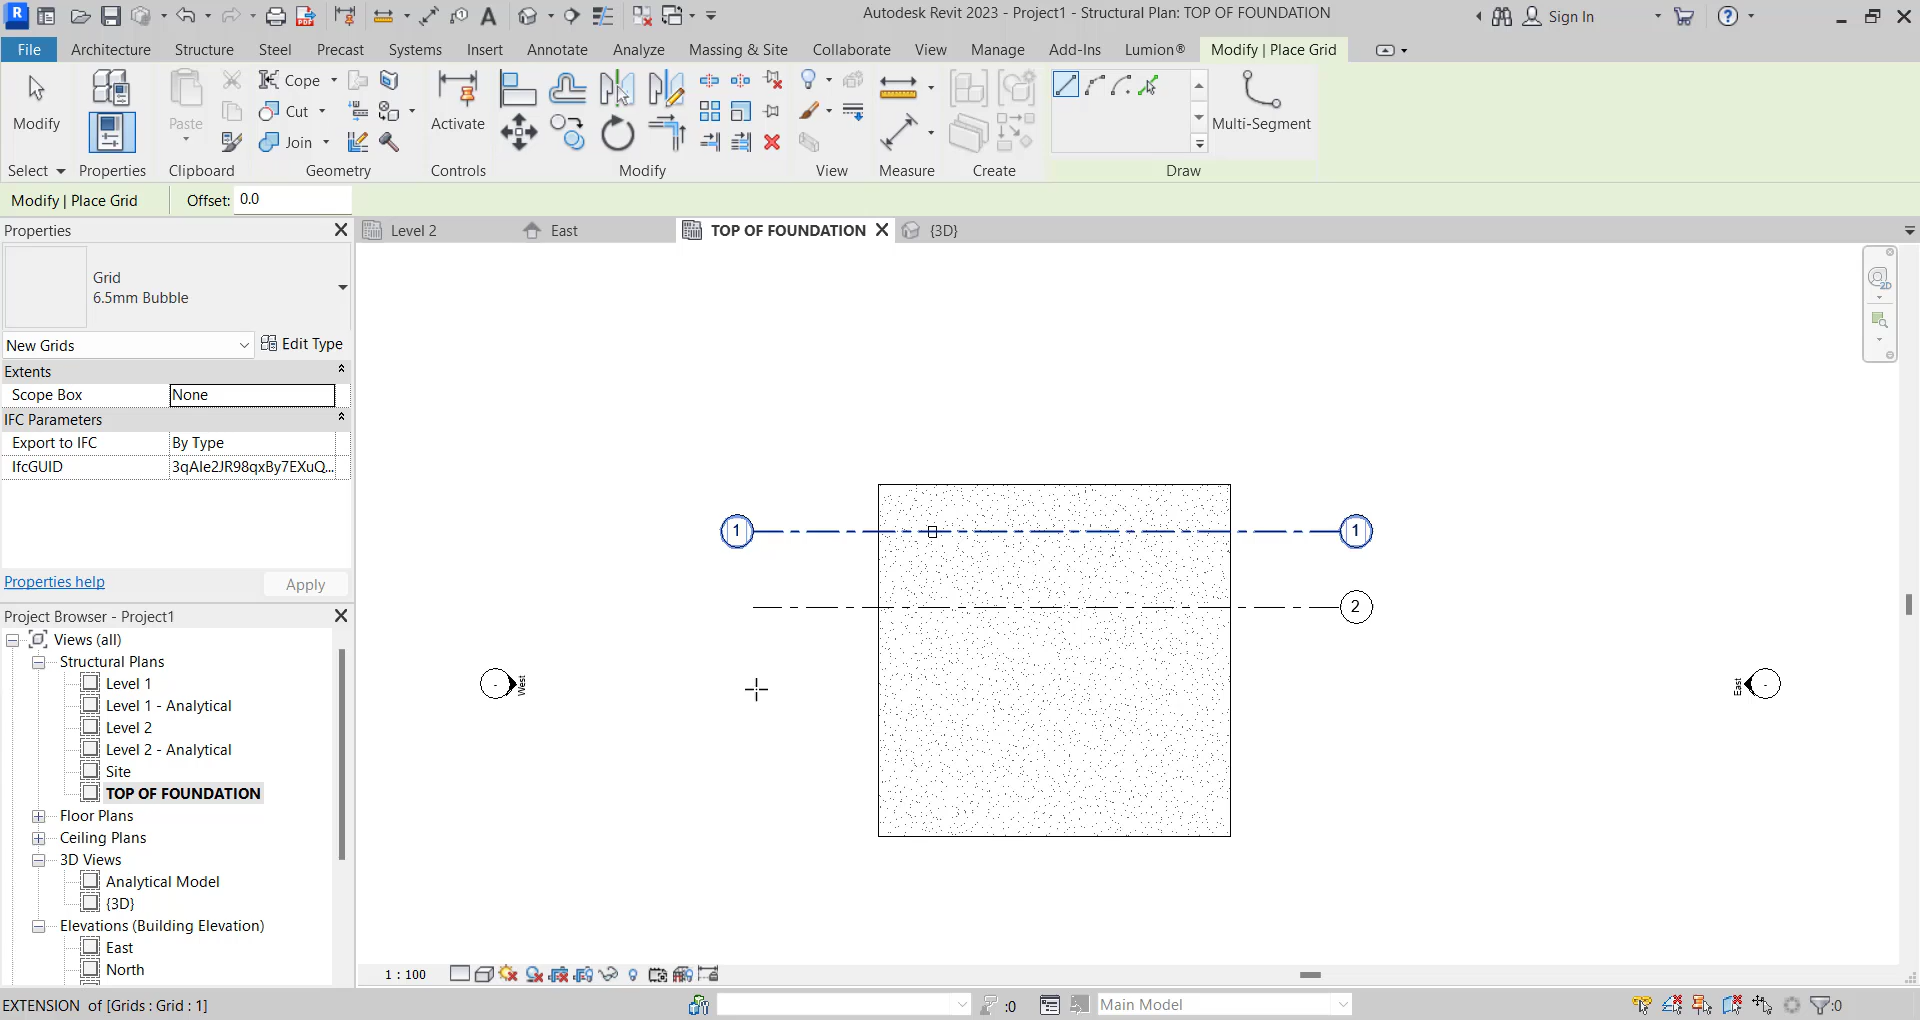 Autodesk Revit 2023 - Project1 - Structural Plan: TOP OF FOUNDATION
Sign In
File Architecture Structure Steel Precast Systems Insert Annotate Analyze Massing & Site Collaborate View Manage Add-Ins Lumion® Modify | Place Grid
Modify
Paste
Cope
Cut
Join
Activate
Multi-Segment
Select Properties Clipboard Geometry Controls Modify View Measure Create Draw
Modify | Place Grid Offset: 0.0
Properties
Level 2 East TOP OF FOUNDATION {3D}
Grid
6.5mm Bubble
New Grids Edit Type
Extents
Scope Box None
IFC Parameters
Export to IFC By Type
IfcGUID 3qAle2JR98qxBy7EXuQ...
Properties help Apply
Project Browser - Project1
Views (all)
Structural Plans
Level 1
Level 1 - Analytical
Level 2
Level 2 - Analytical
Site
TOP OF FOUNDATION
Floor Plans
Ceiling Plans
3D Views
Analytical Model
{3D}
Elevations (Building Elevation)
East
North
1 1
2
West
East
2D
1 : 100
EXTENSION of [Grids : Grid : 1]
:0
Main Model
:0